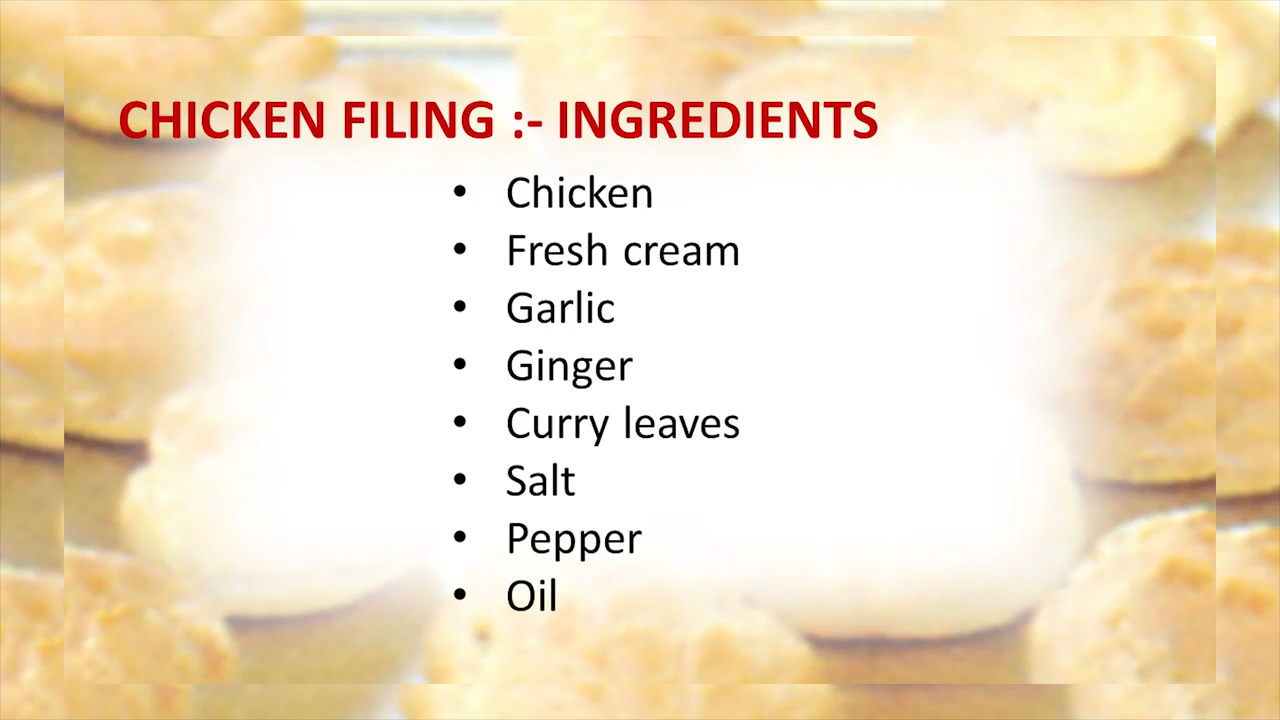 CHICKEN FILING :- INGREDIENTS
• Chicken
• Fresh cream
• Garlic
• Ginger
• Curry leaves
• Salt
• Pepper
• Oil